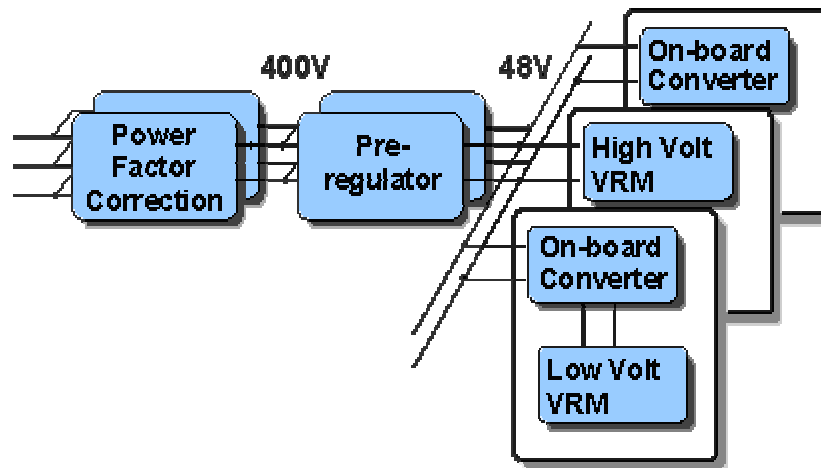 400V
48V
On-board
Converter
Power
Factor
Correction
Pre-
regulator
High Volt
VRM
On-board
Converter
Low Volt
VRM